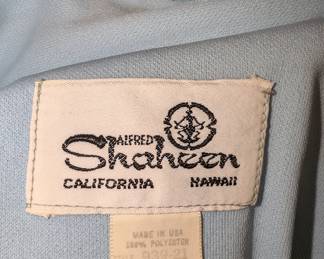 ALFRED
Shaheen
CALIFORNIA HAWAII
MADE IN USA
100% POLYESTER